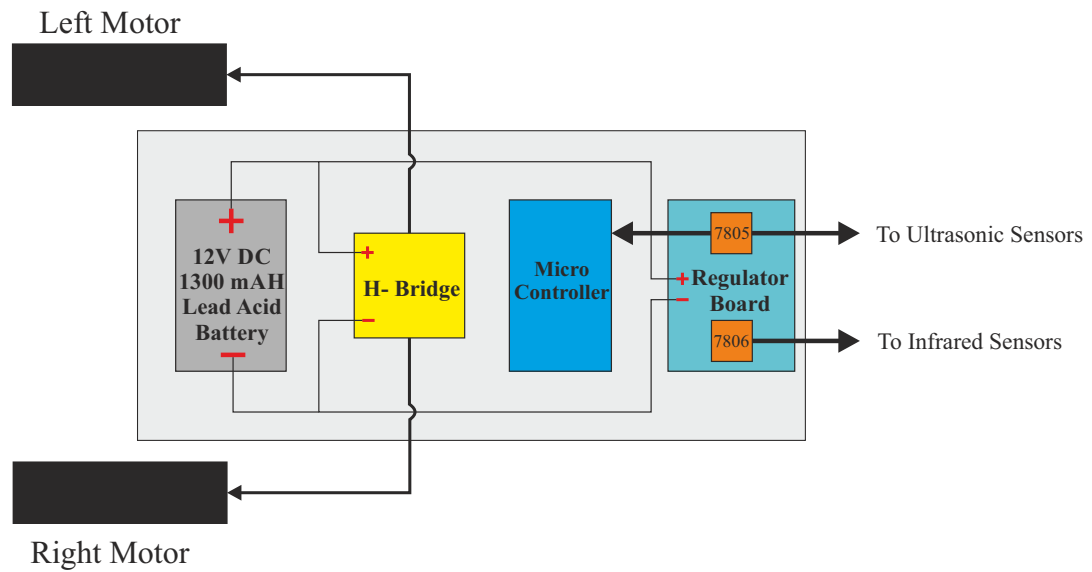 Left Motor
+
12V DC
1300 mAH
Lead Acid
Battery
−
+
H- Bridge
−
Micro
Controller
7805
+
−
Regulator
Board
7806
To Ultrasonic Sensors
To Infrared Sensors
Right Motor